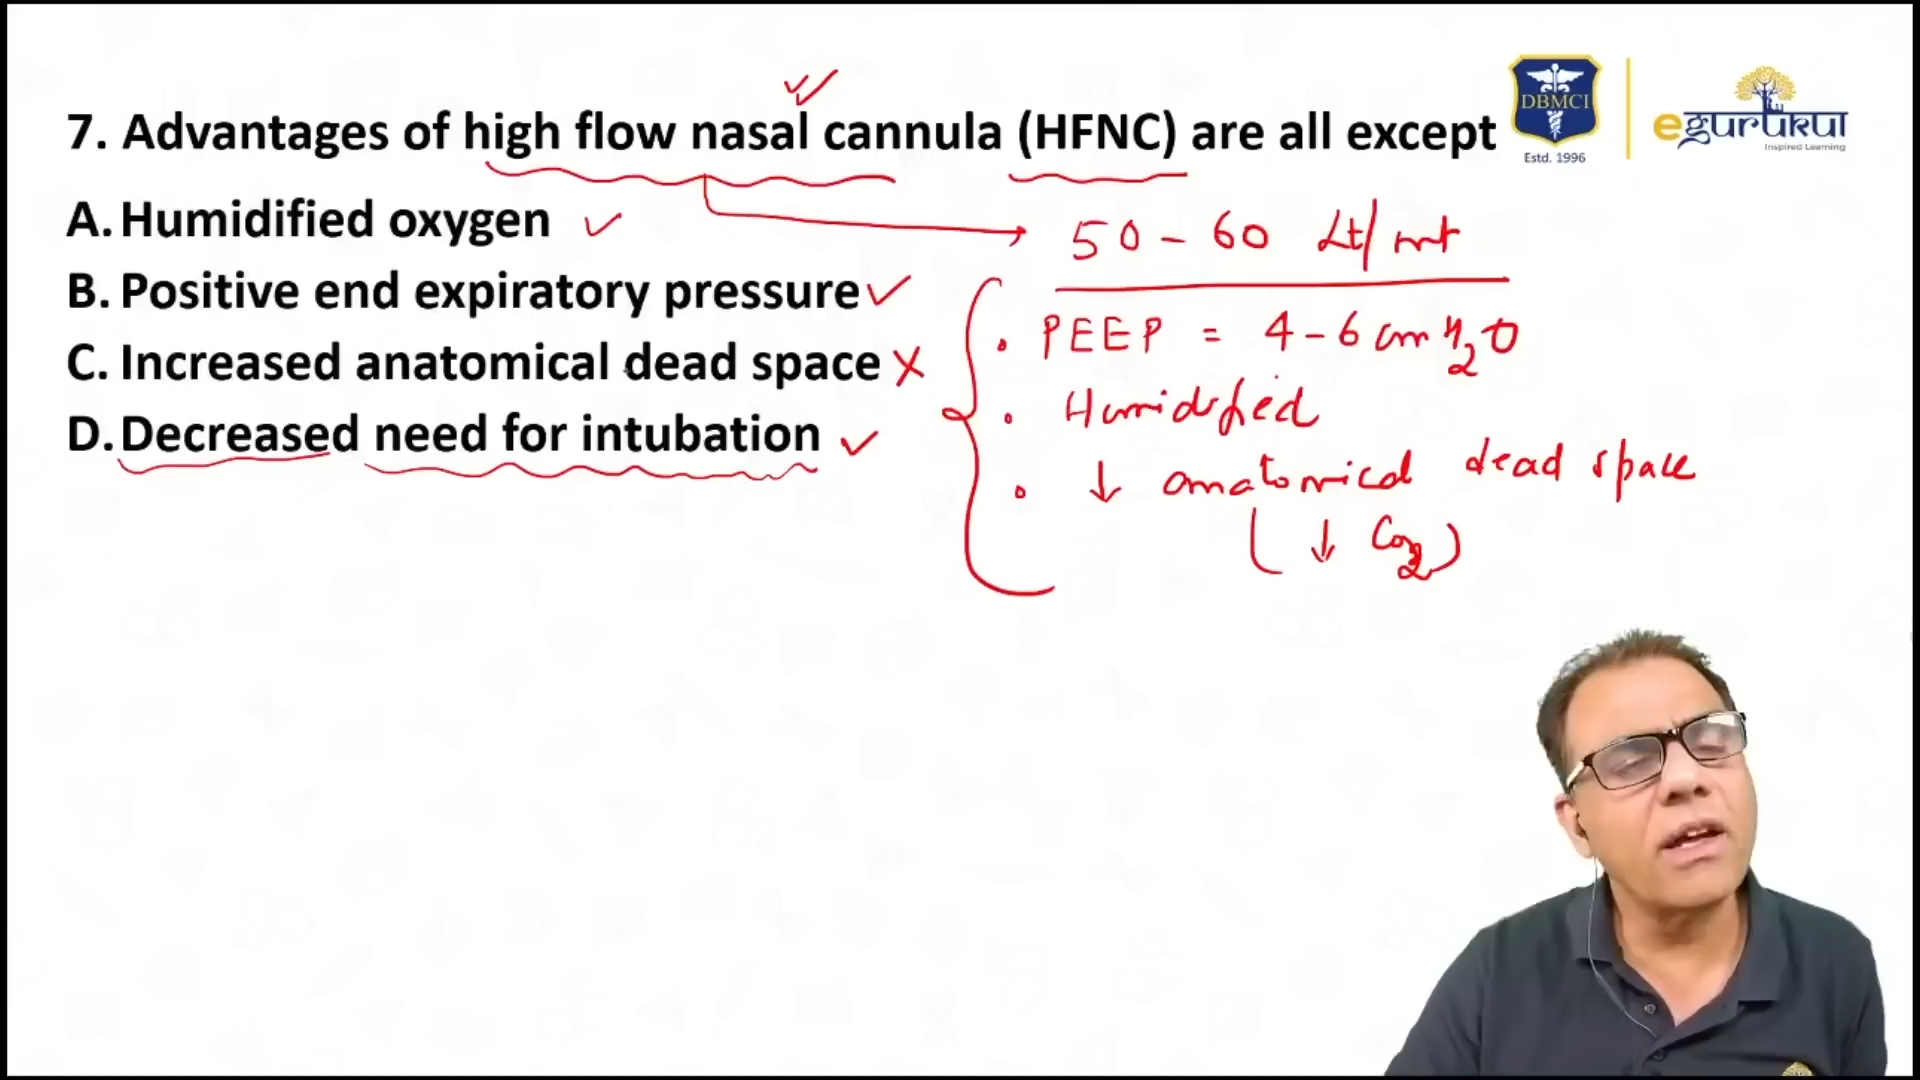 7. Advantages of high flow nasal cannula (HFNC) are all except
DBMCI
Estd. 1996
egurukul
Inspired Learning
A. Humidified oxygen
50 - 60 Lt/mt
B. Positive end expiratory pressure
. PEEP = 4-6 cm H2O
C. Increased anatomical dead space
. Humidified
D. Decreased need for intubation
. ↓ anatomical dead space
( ↓ CO2 )